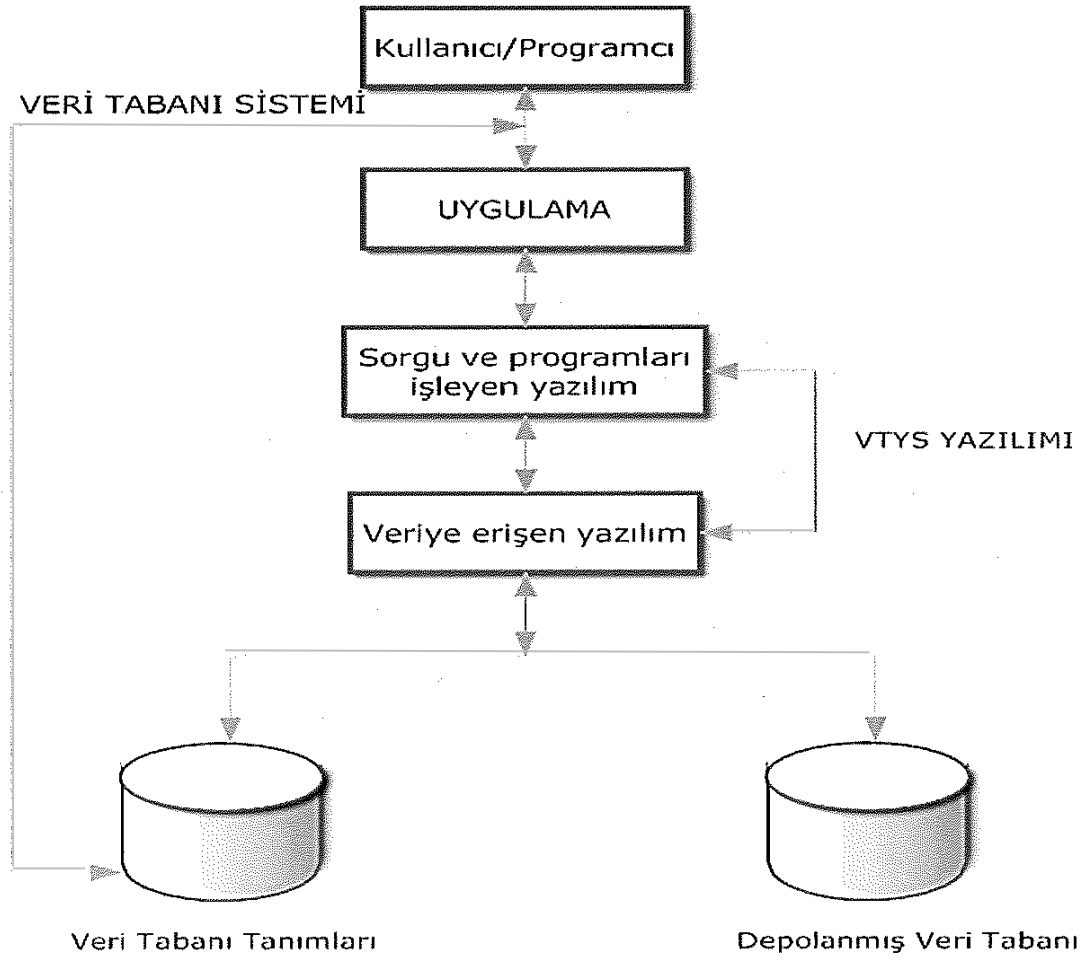 Kullanıcı/Programcı
VERİ TABANI SİSTEMİ
UYGULAMA
Sorgu ve programları
işleyen yazılım
VTYS YAZILIMI
Veriye erişen yazılım
Veri Tabanı Tanımları
Depolanmış Veri Tabanı